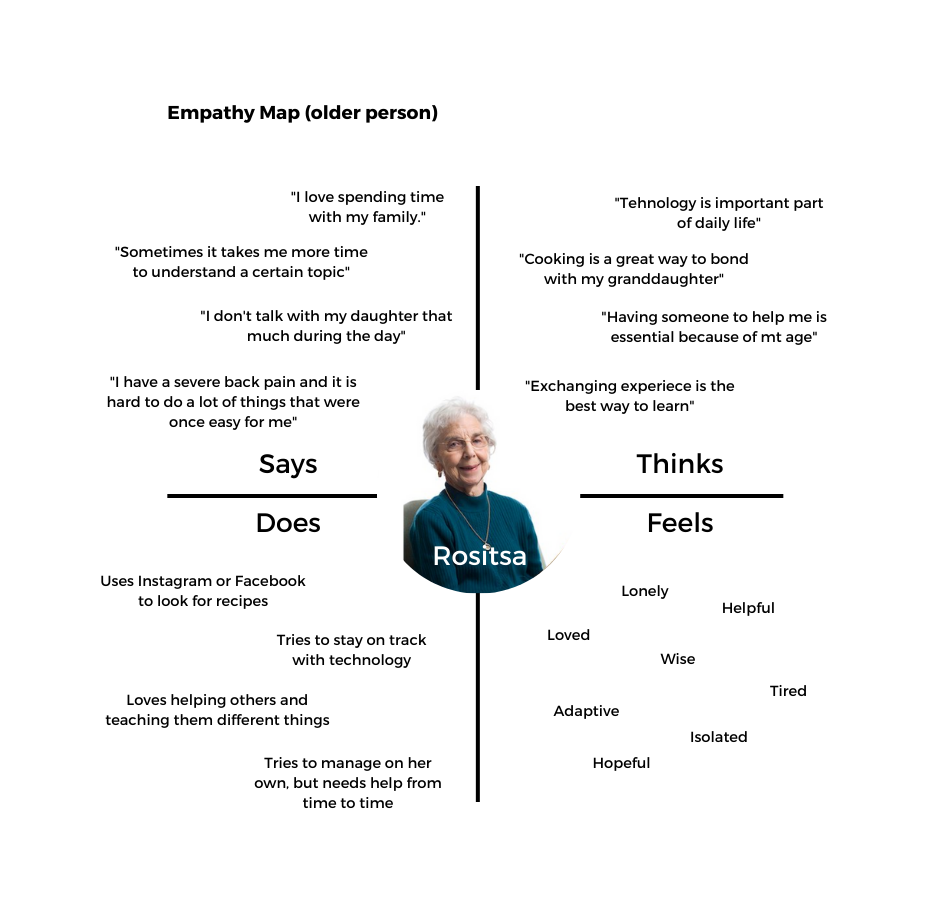 Empathy Map (older person)
"I love spending time
with my family."
"Sometimes it takes me more time
to understand a certain topic"
"I don't talk with my daughter that
much during the day"
"I have a severe back pain and it is
hard to do a lot of things that were
once easy for me"
Says
"Tehnology is important part
of daily life"
"Cooking is a great way to bond
with my granddaughter"
"Having someone to help me is
essential because of mt age"
"Exchanging experiece is the
best way to learn"
Thinks
Rositsa
Does
Uses Instagram or Facebook
to look for recipes
Tries to stay on track
with technology
Loves helping others and
teaching them different things
Tries to manage on her
own, but needs help from
time to time
Feels
Lonely
Helpful
Loved
Wise
Tired
Adaptive
Isolated
Hopeful